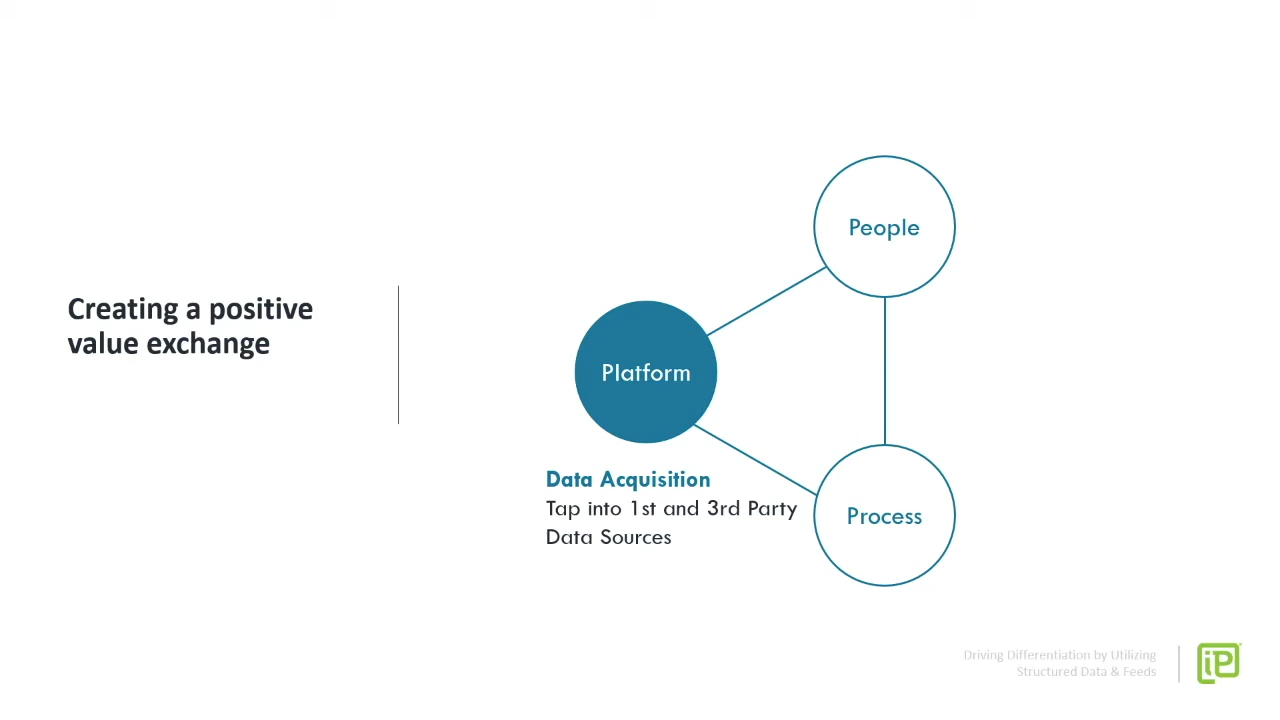 Creating a positive
value exchange
People
Platform
Data Acquisition
Tap into 1st and 3rd Party
Data Sources
Process
Driving Differentiation by Utilizing
Structured Data & Feeds
iP